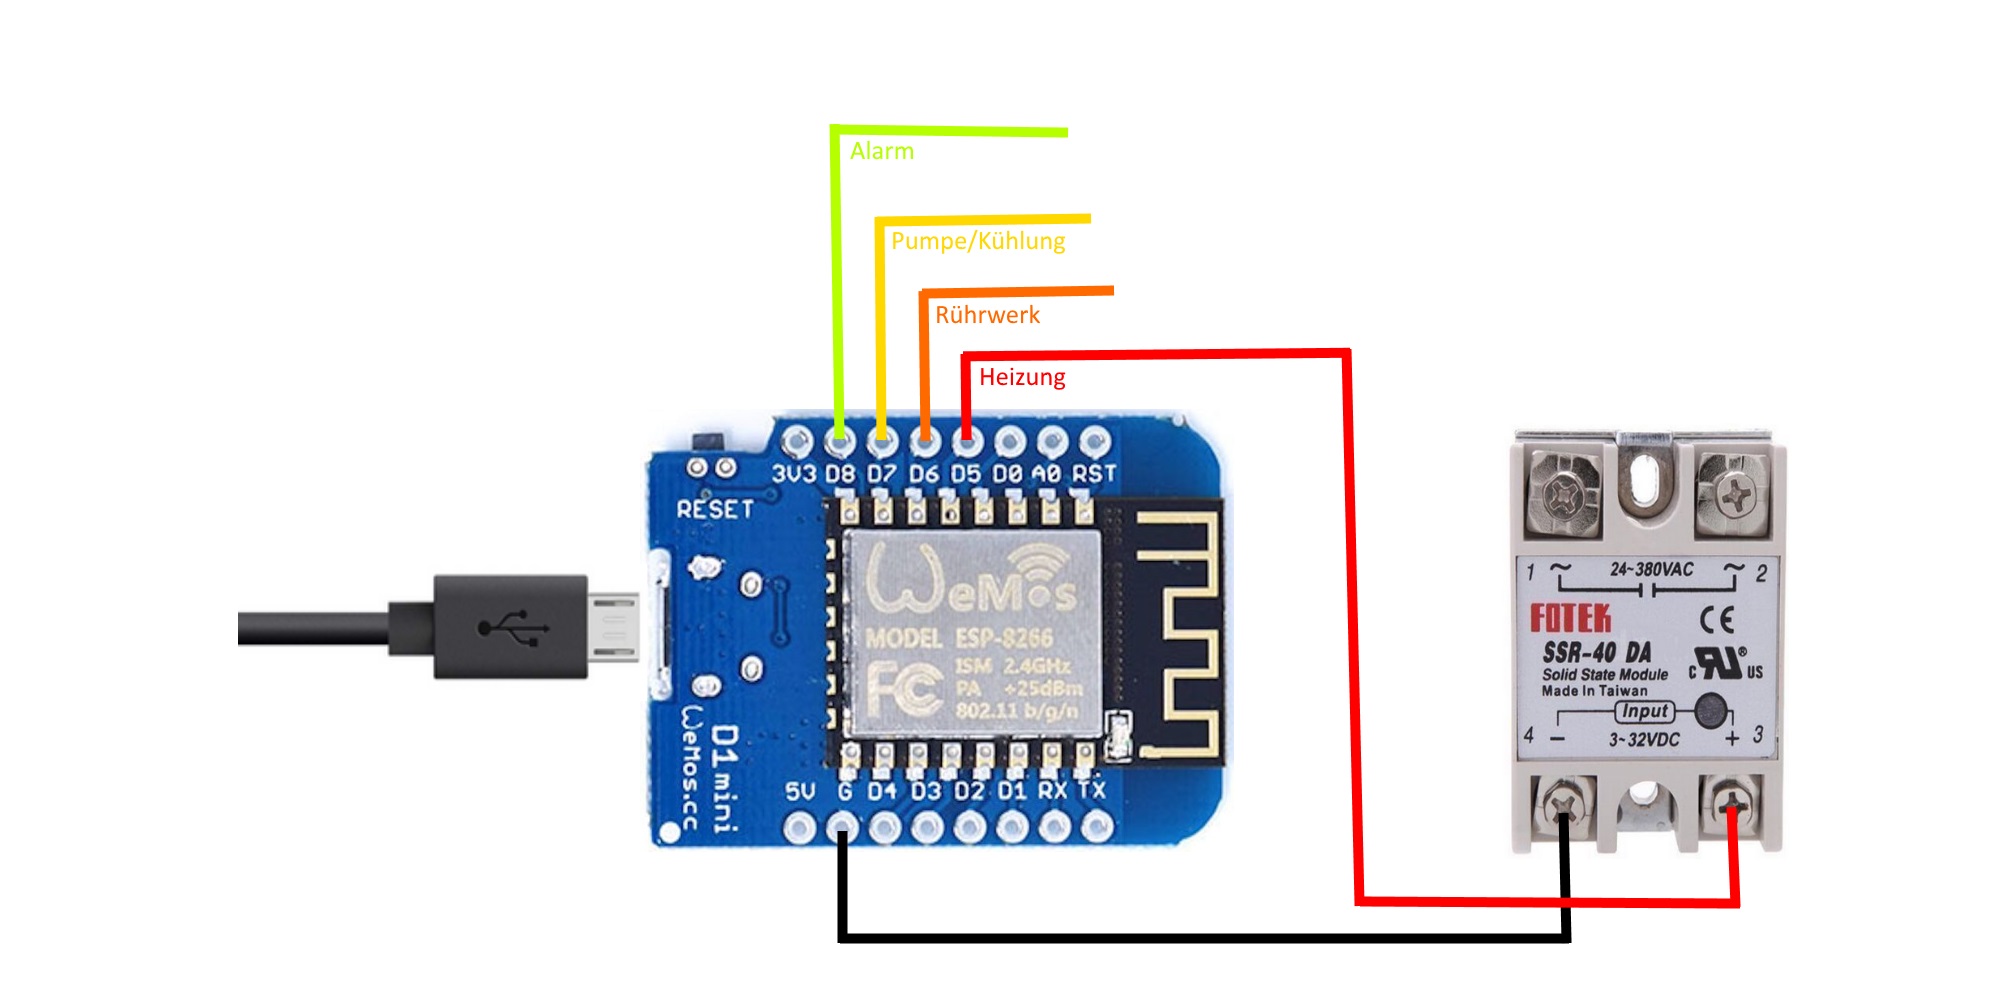 Alarm
Pumpe/Kühlung
Rührwerk
Heizung
3V3 D8 D7 D6 D5 D0 A0 RST
RESET
WeMos
MODEL ESP-8266
FC
ISM 2.4GHz
PA +25dBm
802.11 b/g/n
D1 mini
WeMos.cc
5V G D4 D3 D2 D1 RX TX
1 ~ 24~380VAC ~ 2
FOTEK
CE
SSR-40 DA
Solid State Module
Made In Taiwan
c RU ® US
Input
4 − 3~32VDC + 3